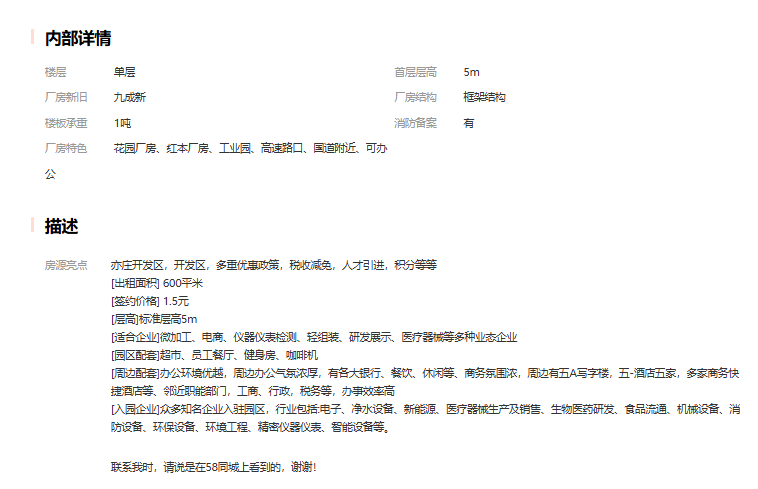 内部详情
楼层 单层 首层层高 5m
厂房新旧 九成新 厂房结构 框架结构
楼板承重 1吨 消防备案 有
厂房特色 花园厂房、红本厂房、工业园、高速路口、国道附近、可办
公
描述
房源亮点 亦庄开发区，开发区，多重优惠政策，税收减免，人才引进，积分等等
[出租面积] 600平米
[签约价格] 1.5元
[层高]标准层高5m
[适合企业]微加工、电商、仪器仪表检测、轻组装、研发展示、医疗器械等多种业态企业
[园区配套]超市、员工餐厅、健身房、咖啡机
[周边配套]办公环境优越，周边办公气氛浓厚，有各大银行、餐饮、休闲等、商务氛围浓，周边有五A写字楼，五-酒店五家，多家商务快
捷酒店等、邻近职能部门，工商、行政，税务等，办事效率高
[入园企业]众多知名企业入驻园区，行业包括:电子、净水设备、新能源、医疗器械生产及销售、生物医药研发、食品流通、机械设备、消
防设备、环保设备、环境工程、精密仪器仪表、智能设备等。
联系我时，请说是在58同城上看到的，谢谢！